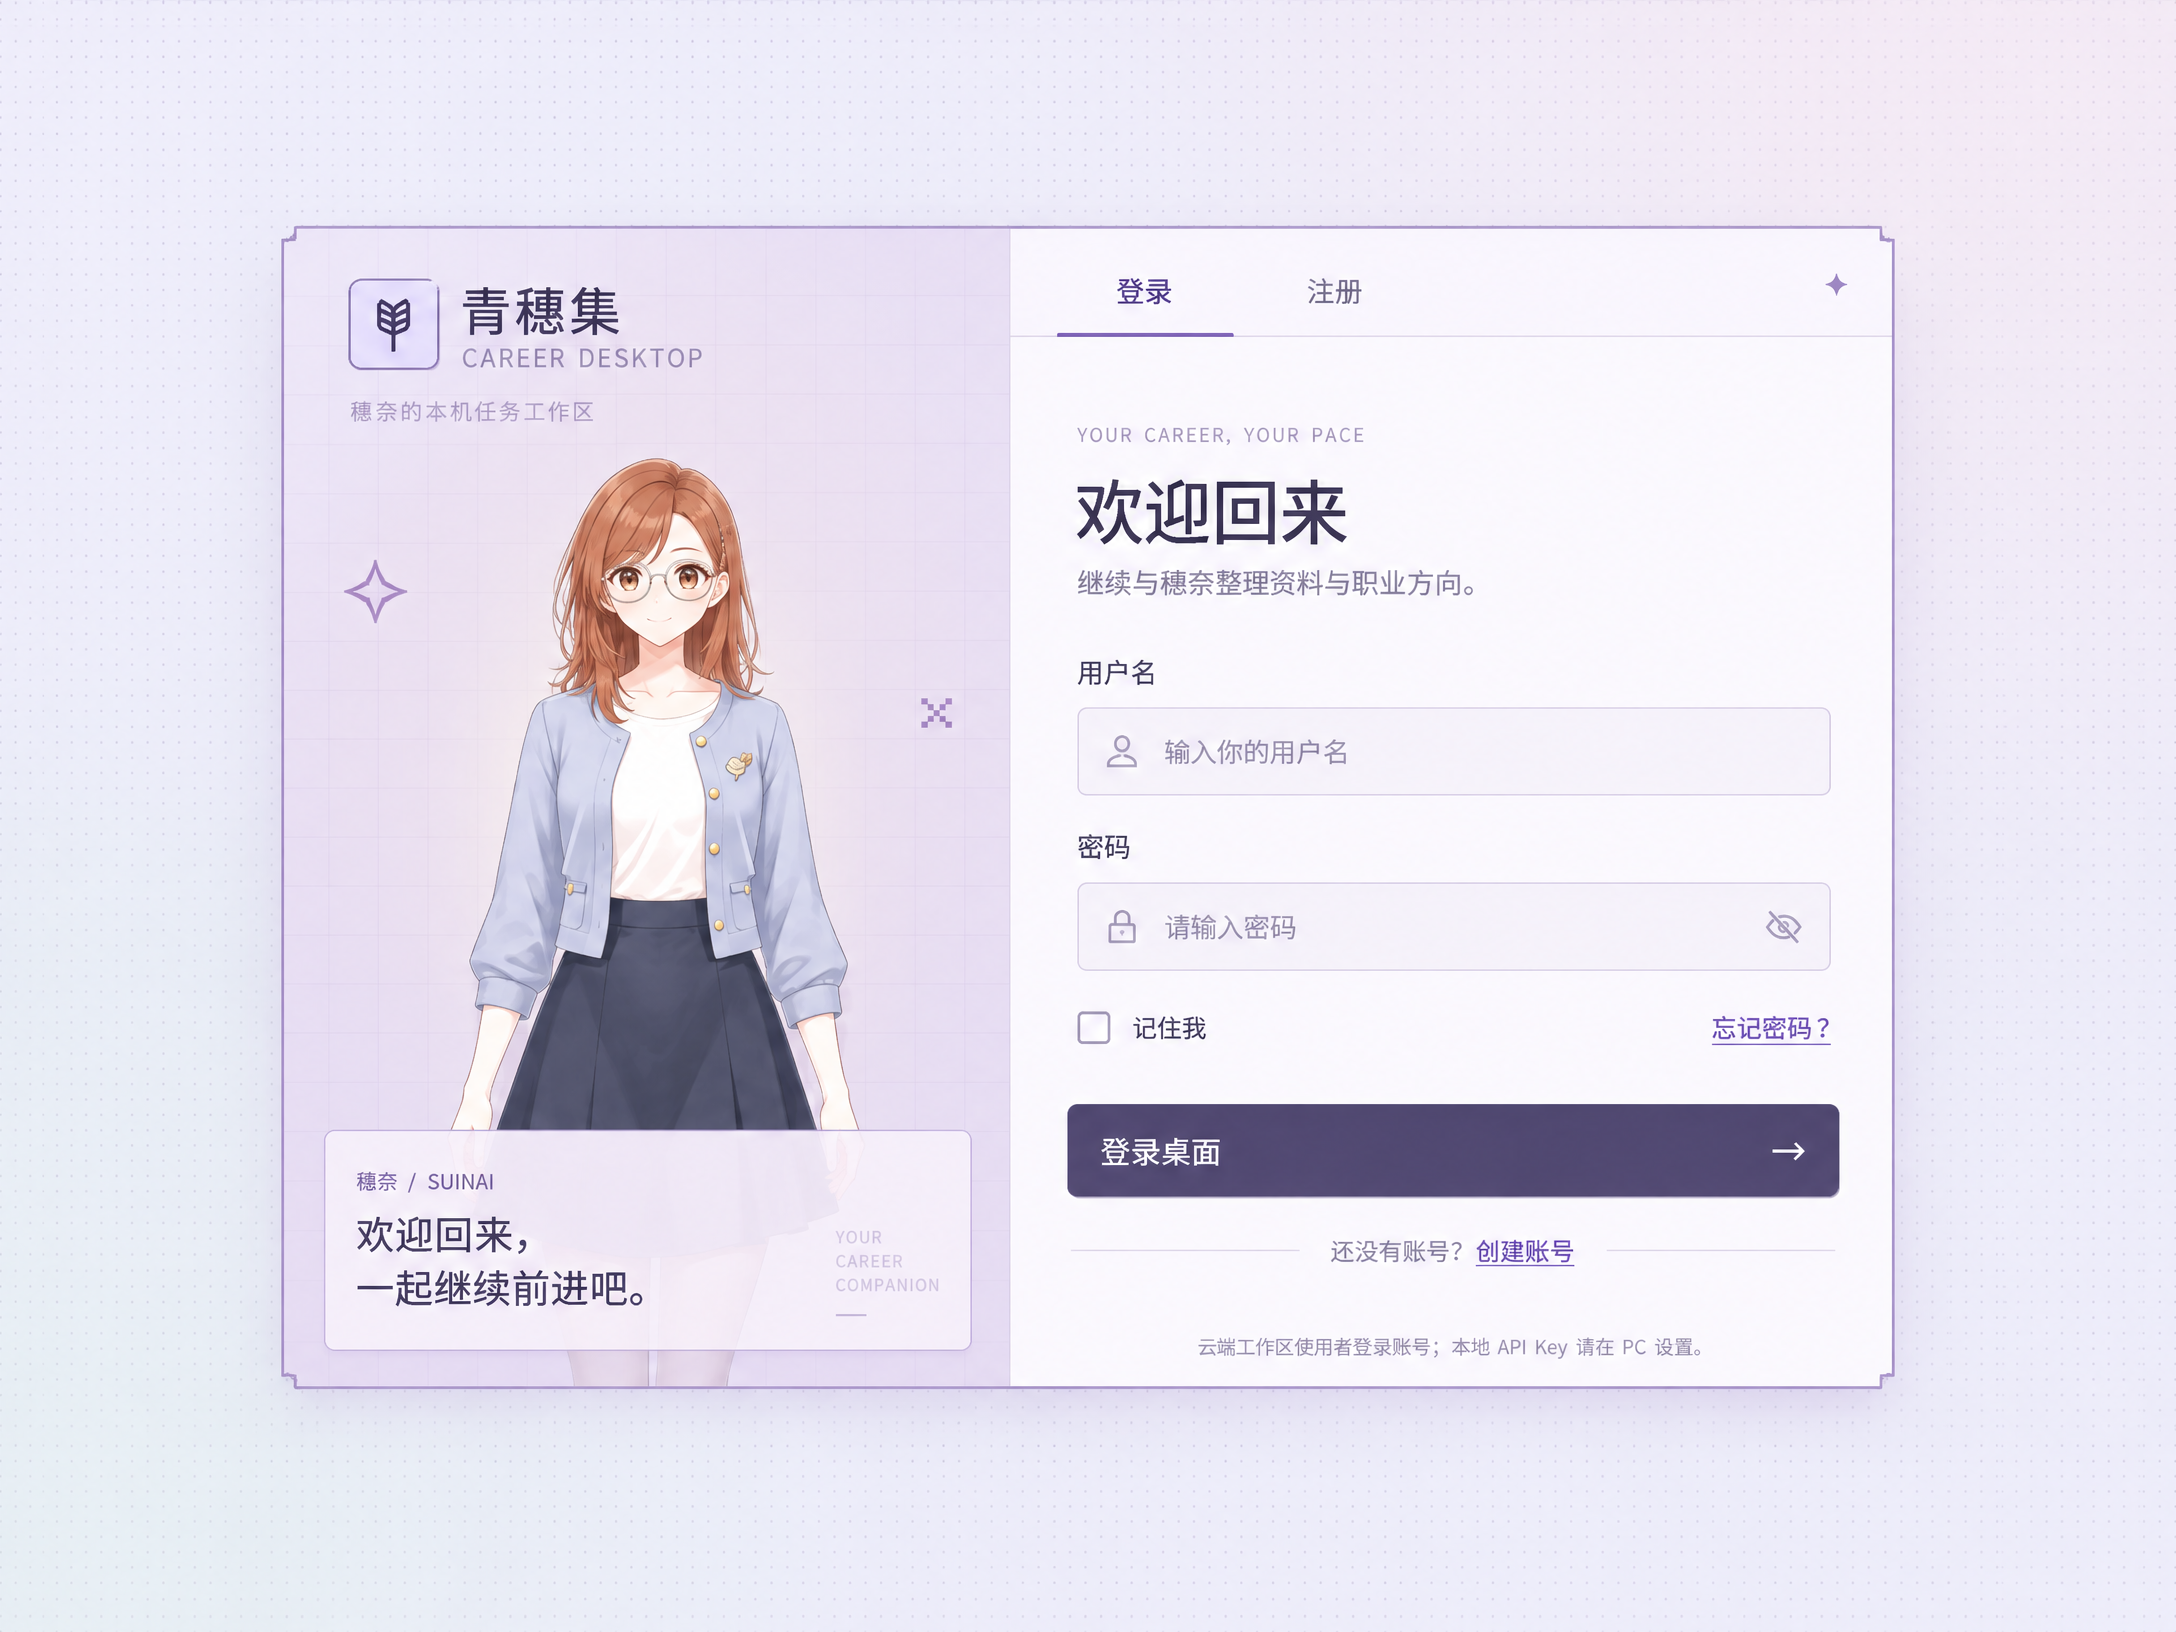 青穗集
CAREER DESKTOP
穗奈的本机任务工作区
穗奈 / SUINAI
欢迎回来，
一起继续前进吧。
YOUR
CAREER
COMPANION
登录 注册
YOUR CAREER, YOUR PACE
欢迎回来
继续与穗奈整理资料与职业方向。
用户名
输入你的用户名
密码
请输入密码
记住我 忘记密码？
登录桌面
还没有账号？创建账号
云端工作区使用者登录账号；本地 API Key 请在 PC 设置。